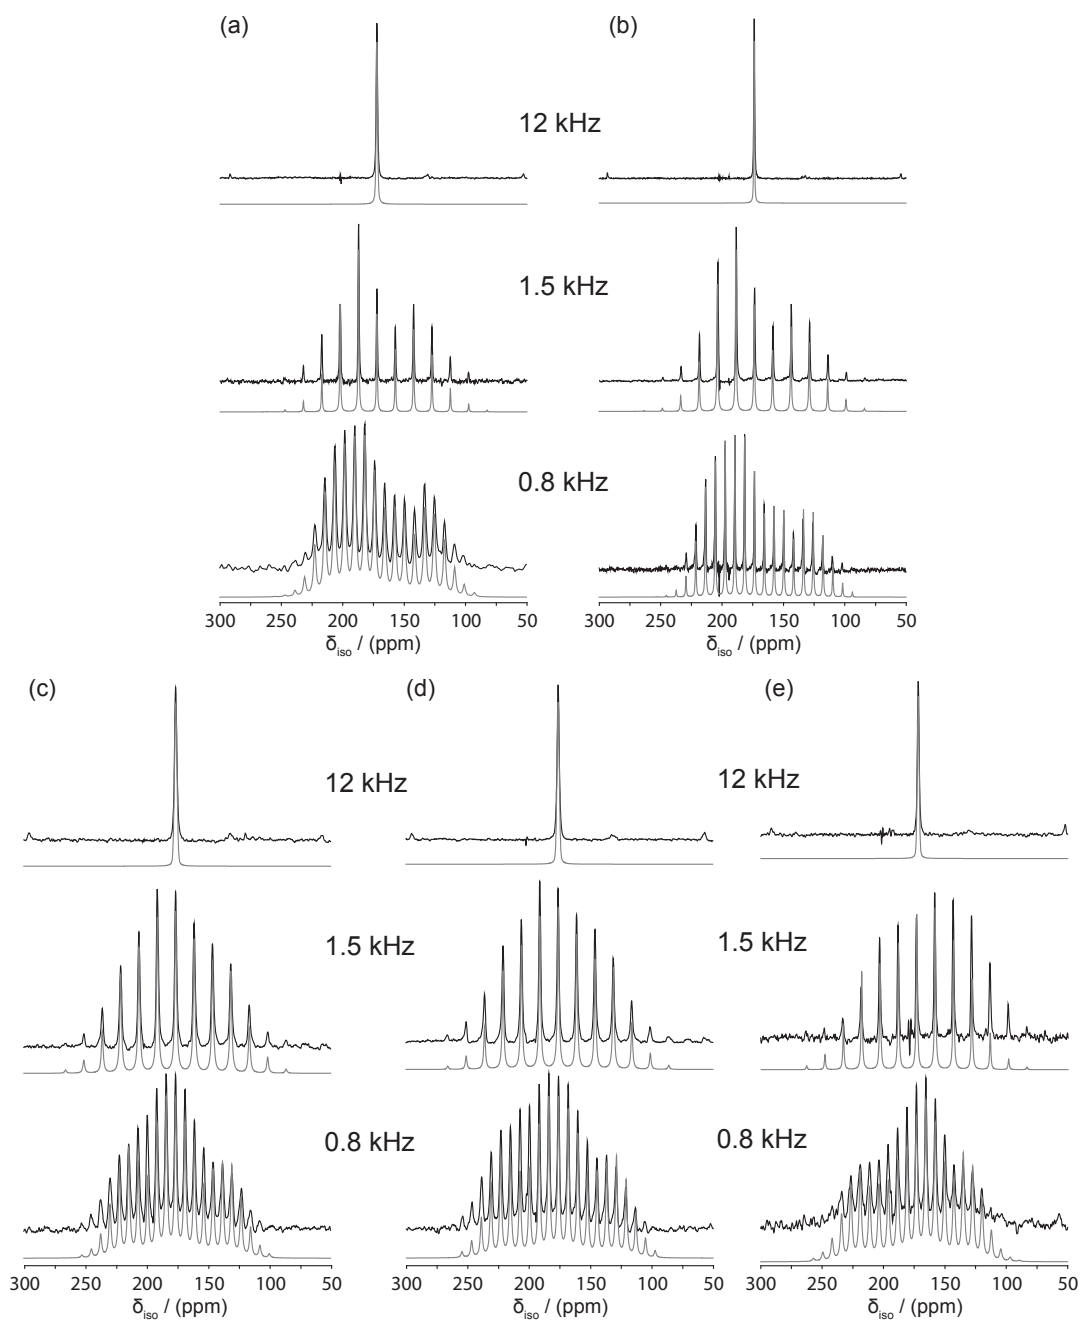 (a) (b)
12 kHz
1.5 kHz
0.8 kHz
300 250 200 150 100 50 300 250 200 150 100 50
δiso / (ppm) δiso / (ppm)
(c) (d) (e)
12 kHz 12 kHz
1.5 kHz 1.5 kHz
0.8 kHz 0.8 kHz
300 250 200 150 100 50 300 250 200 150 100 50 300 250 200 150 100 50
δiso / (ppm) δiso / (ppm) δiso / (ppm)